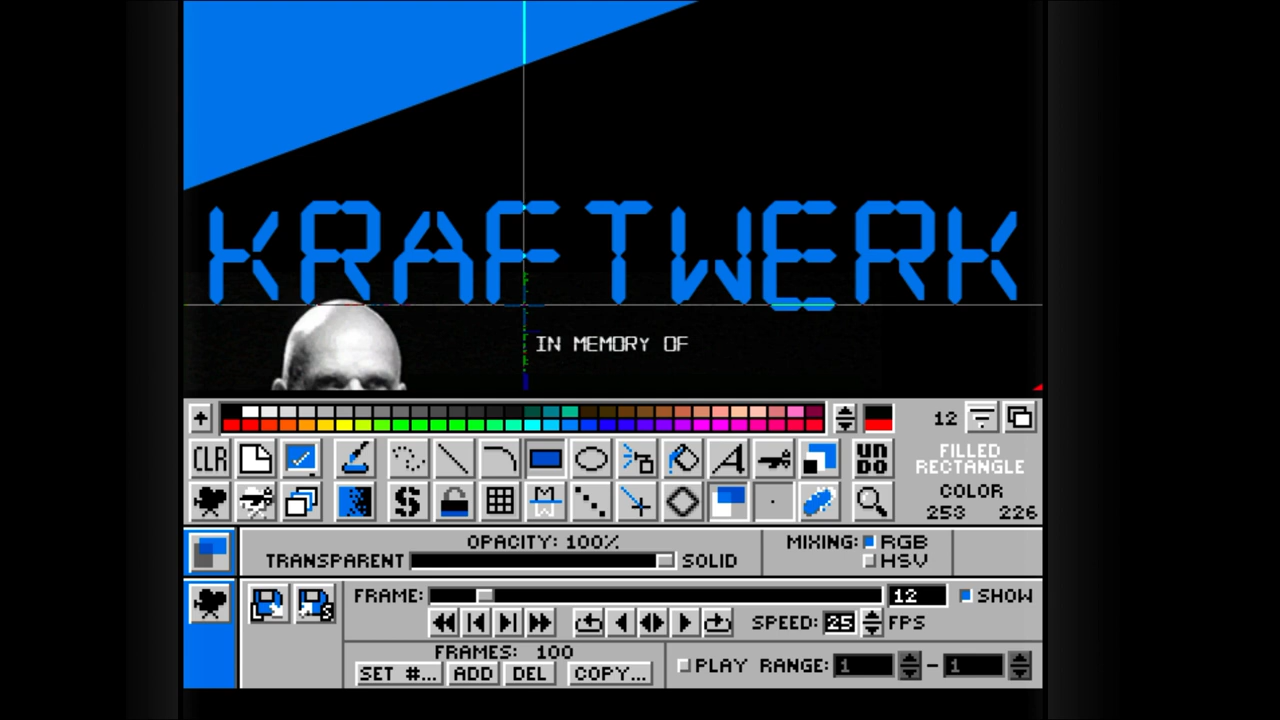 KRAFTWERK
IN MEMORY OF
12
CLR
UN
DO
FILLED
RECTANGLE
COLOR
253 226
OPACITY: 100%
TRANSPARENT SOLID
MIXING: RGB
HSV
FRAME: 12 SHOW
SPEED: 25 FPS
FRAMES: 100
SET #... ADD DEL COPY...
PLAY RANGE: 1 - 1